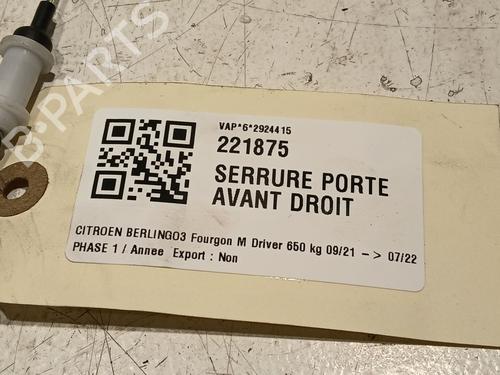 B-PARTS
VAP*6*2924415
221875
SERRURE PORTE
AVANT DROIT
CITROEN BERLINGO3 Fourgon M Driver 650 kg 09/21 -> 07/22
PHASE 1 / Annee Export : Non